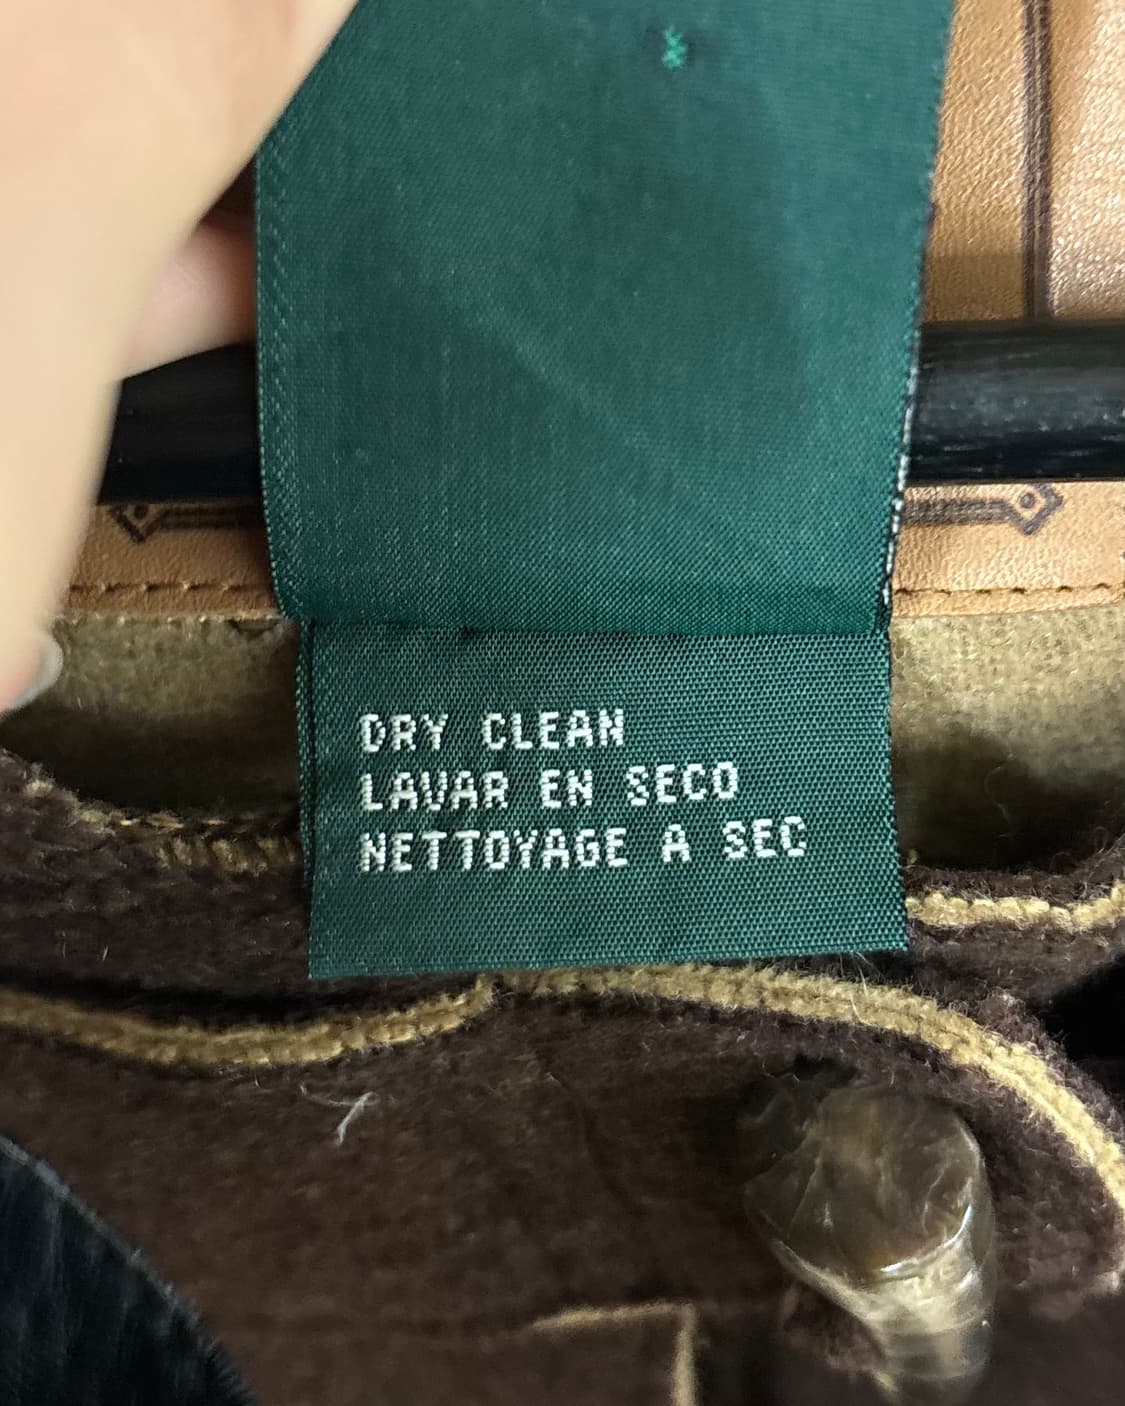 DRY CLEAN
LAVAR EN SECO
NETTOYAGE A SEC